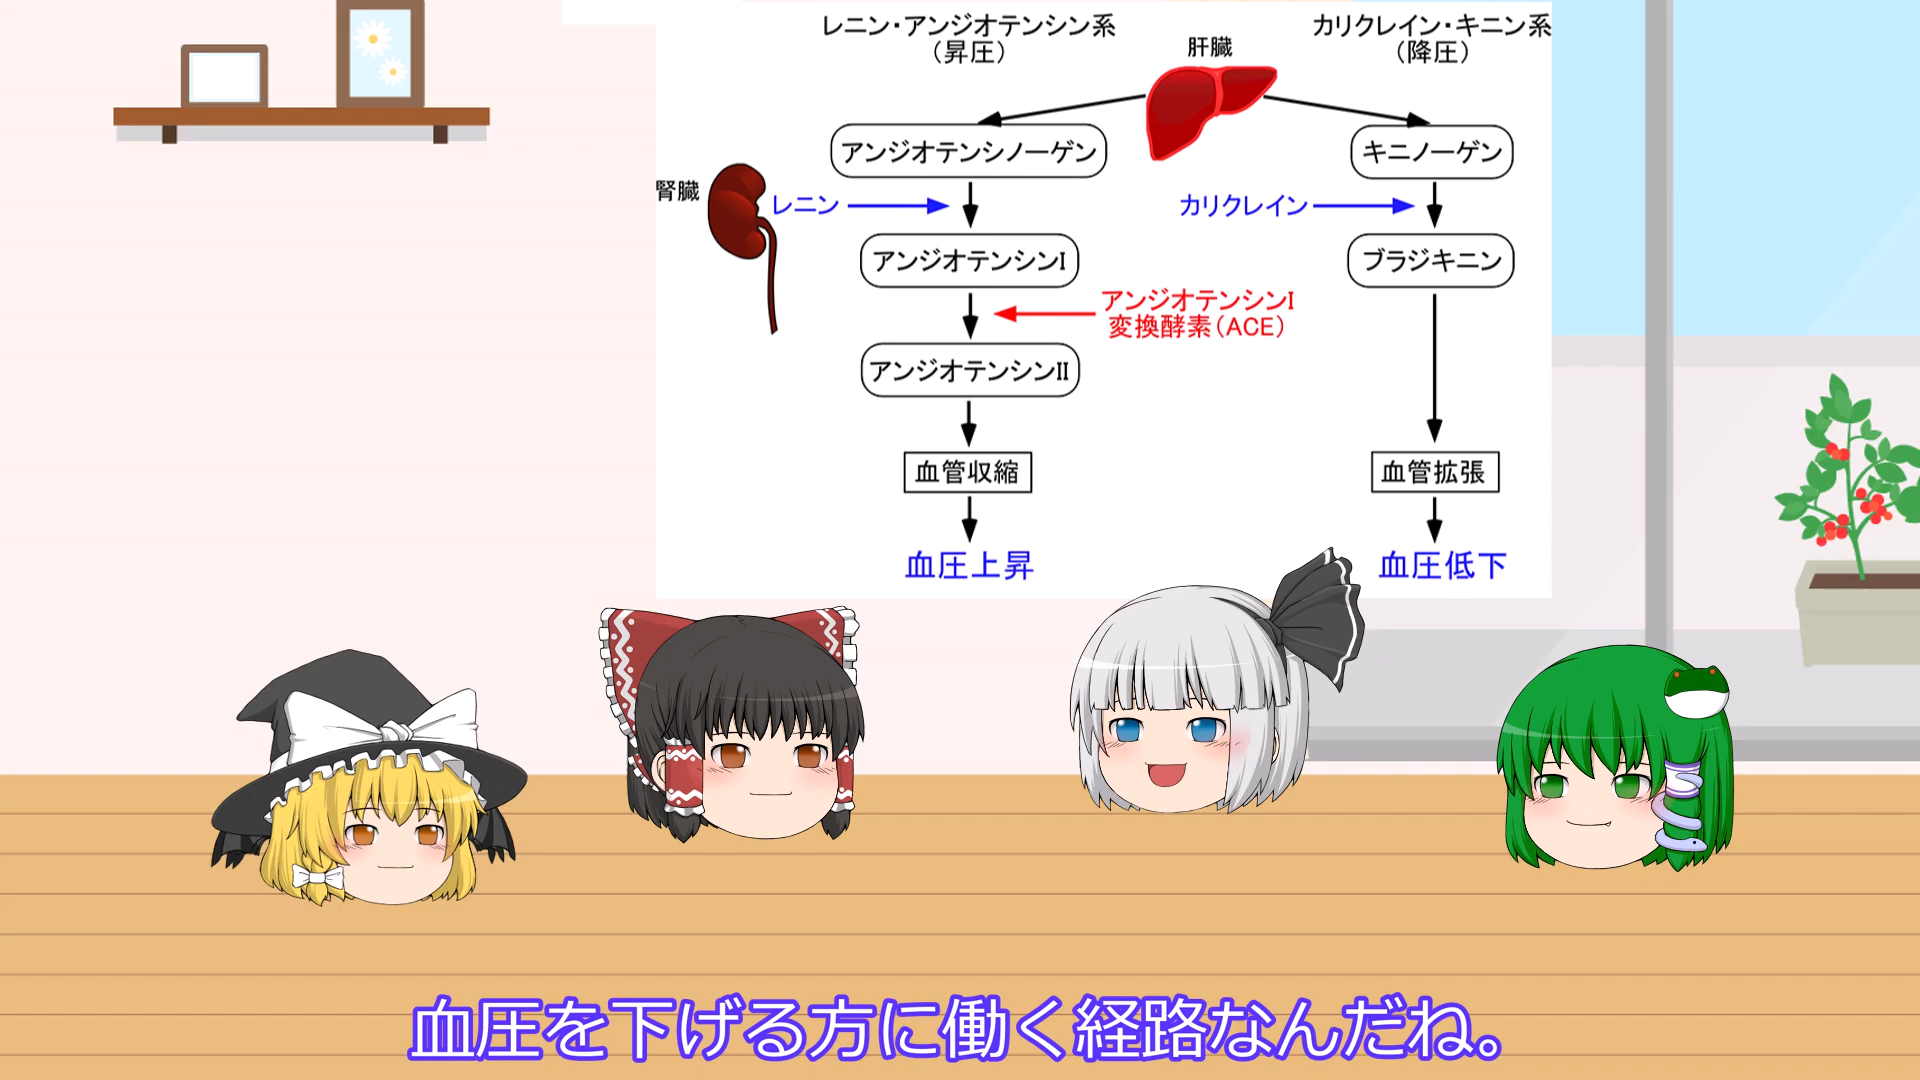 レニン・アンジオテンシン系
（昇圧）
カリクレイン・キニン系
（降圧）
肝臓
アンジオテンシノーゲン
キニノーゲン
腎臓
レニン
カリクレイン
アンジオテンシンI
ブラジキニン
アンジオテンシンI
変換酵素（ACE）
アンジオテンシンII
血管収縮
血管拡張
血圧上昇
血圧低下
血圧を下げる方に働く経路なんだね。